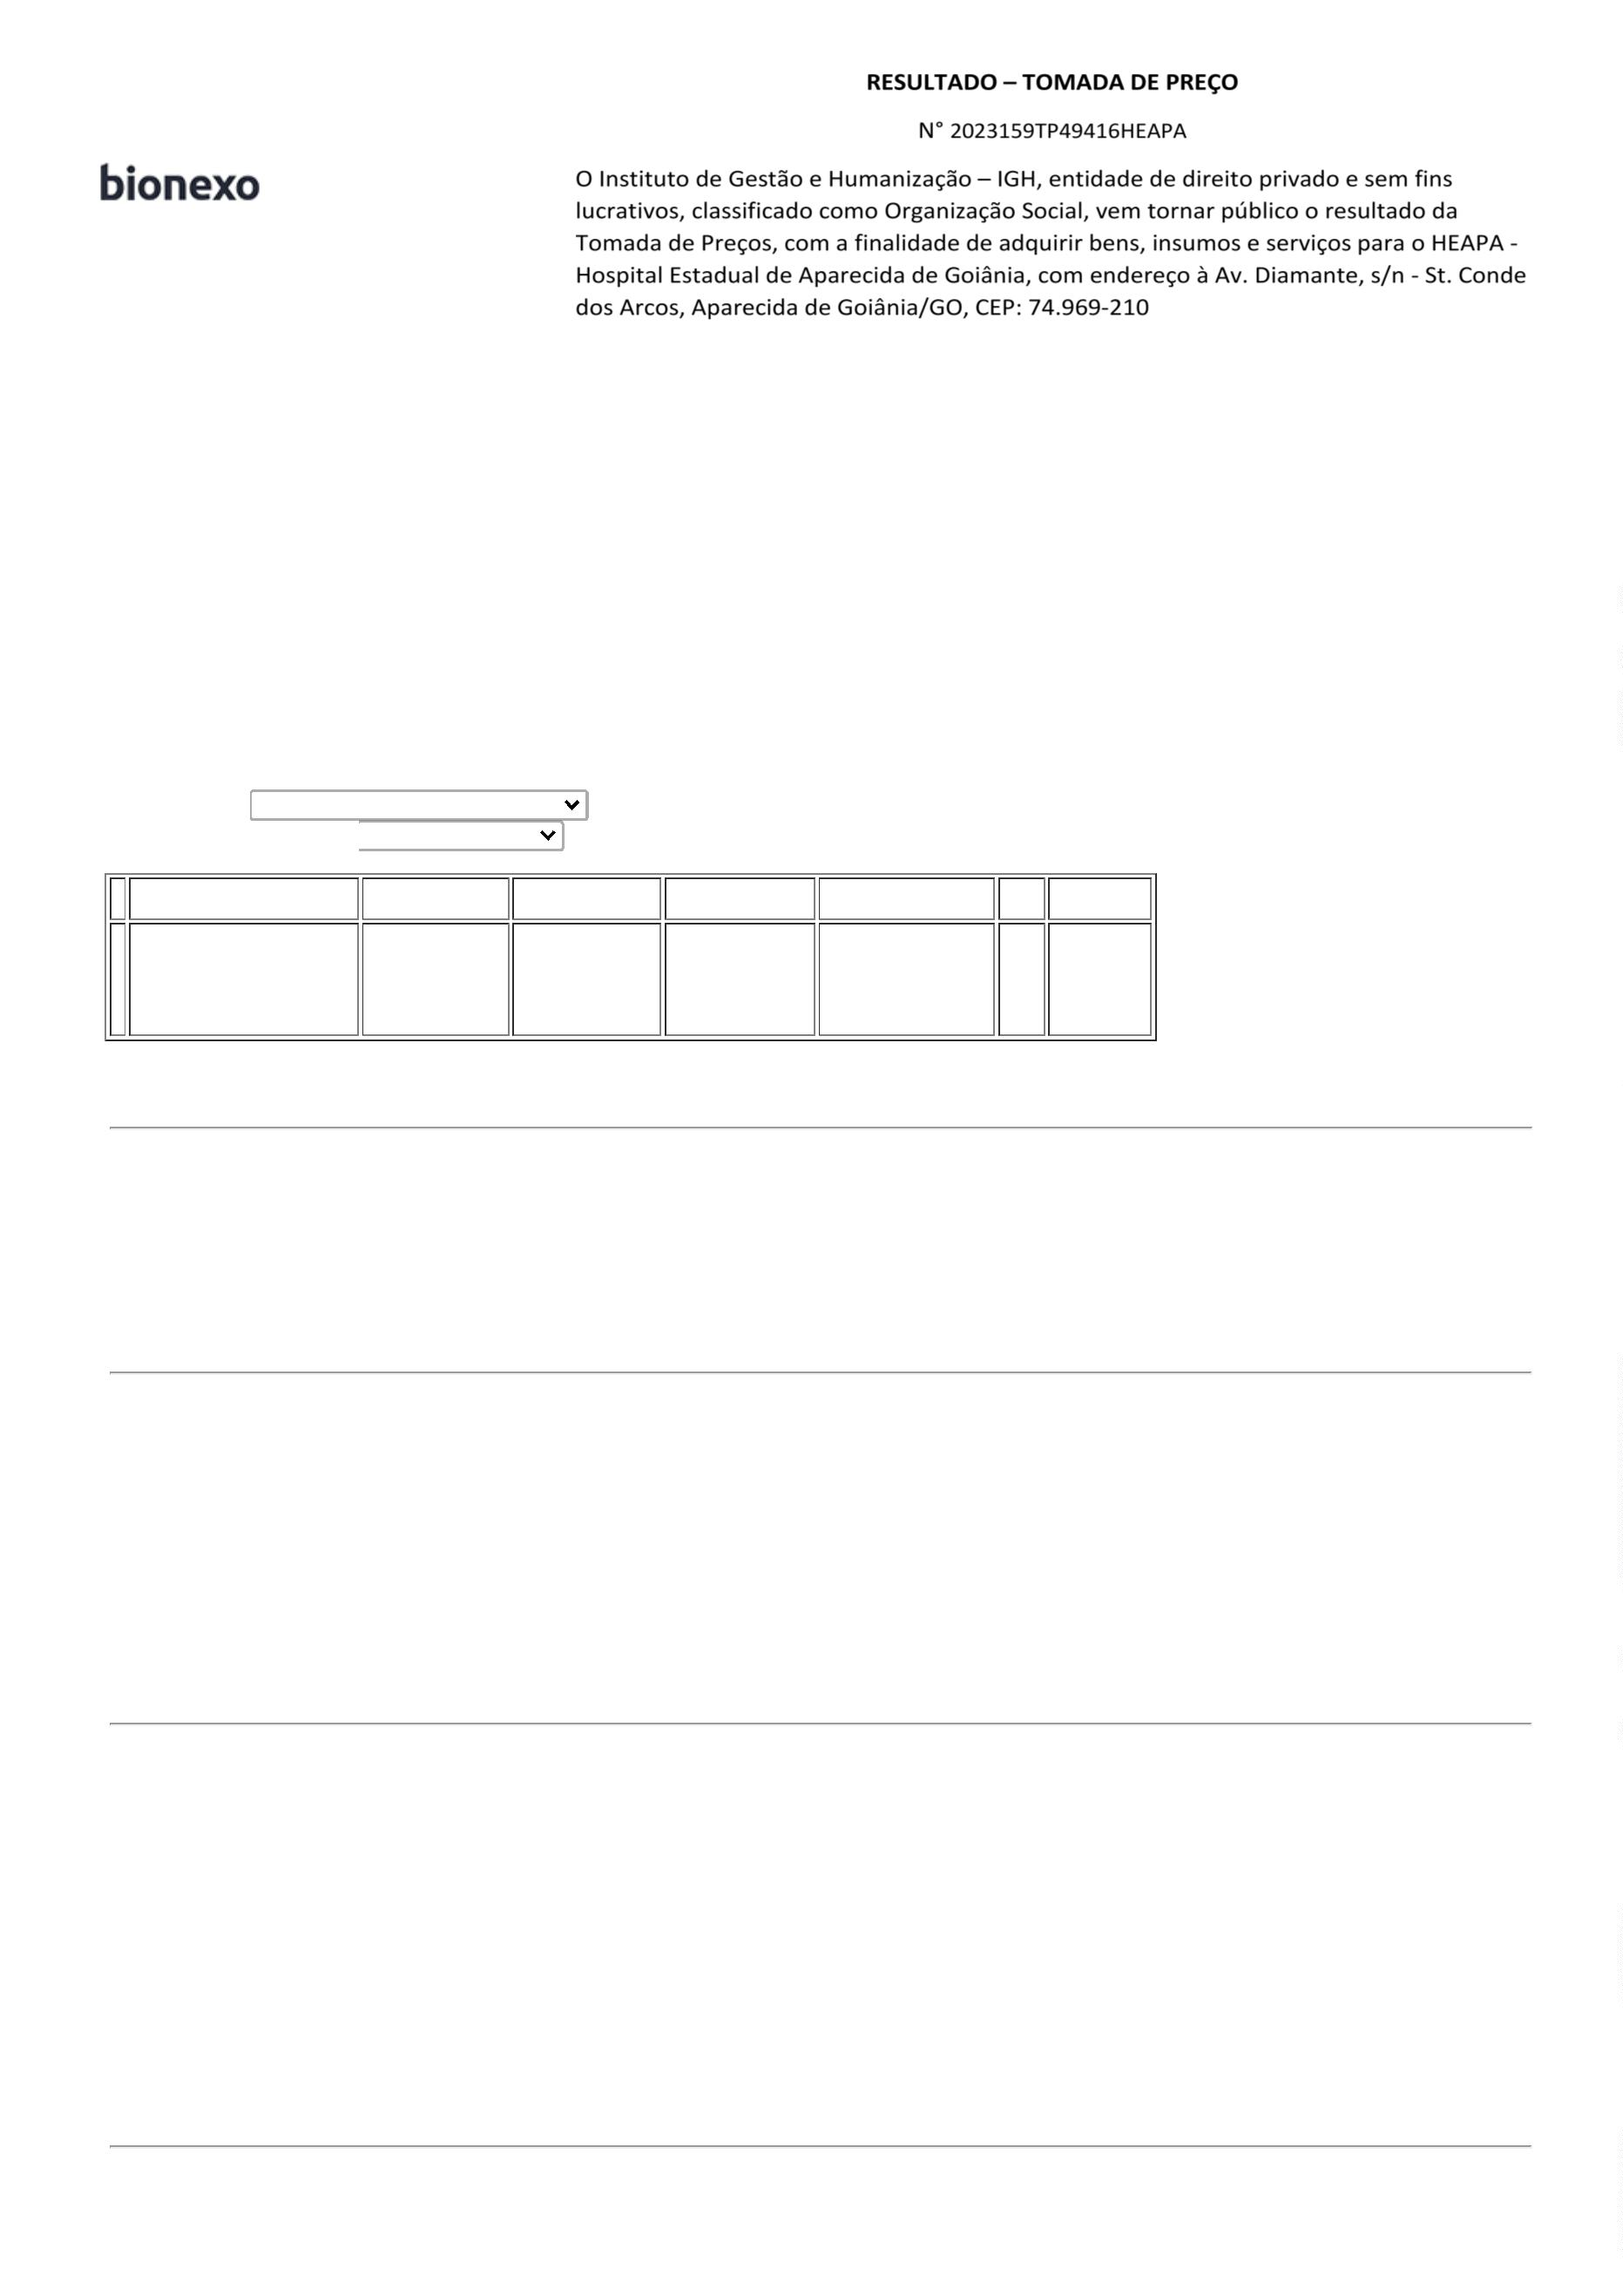 RESULTADO – TOMADA DE PREÇO
N° 2023159TP49416HEAPA
bionexo
O Instituto de Gestão e Humanização – IGH, entidade de direito privado e sem fins
lucrativos, classificado como Organização Social, vem tornar público o resultado da
Tomada de Preços, com a finalidade de adquirir bens, insumos e serviços para o HEAPA -
Hospital Estadual de Aparecida de Goiânia, com endereço à Av. Diamante, s/n - St. Conde
dos Arcos, Aparecida de Goiânia/GO, CEP: 74.969-210